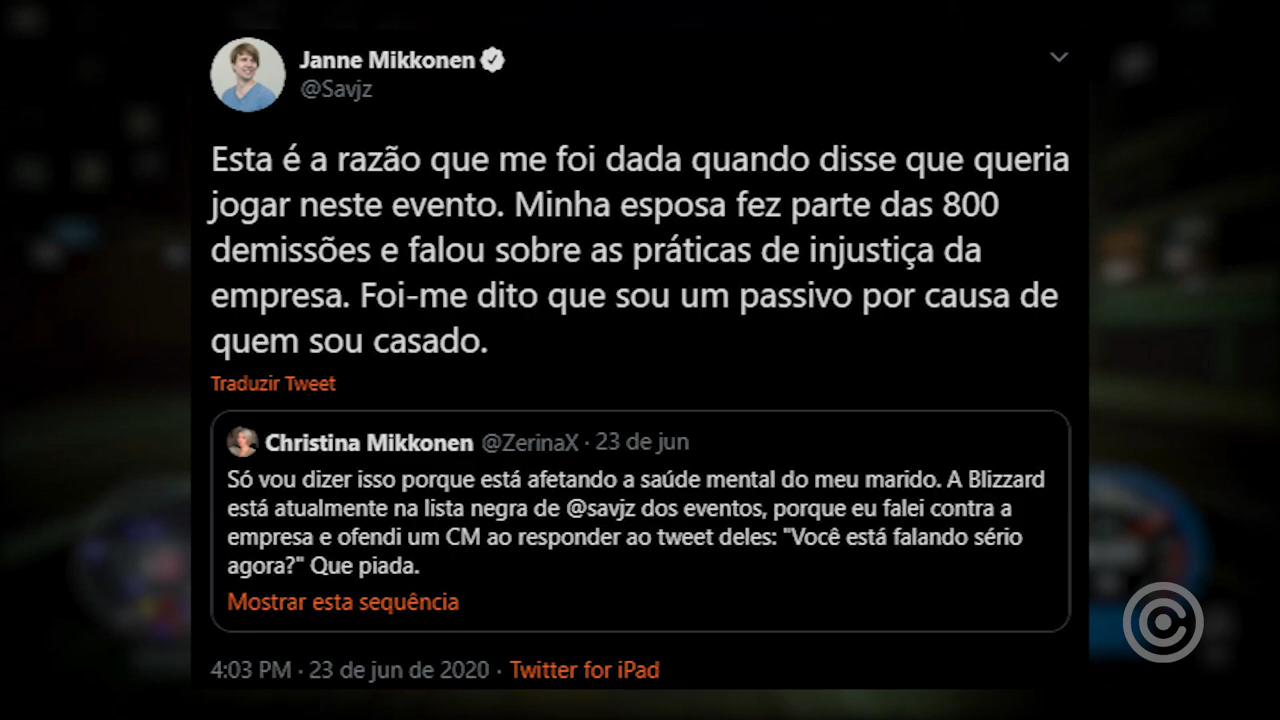 Janne Mikkonen
@Savjz
Esta é a razão que me foi dada quando disse que queria
jogar neste evento. Minha esposa fez parte das 800
demissões e falou sobre as práticas de injustiça da
empresa. Foi-me dito que sou um passivo por causa de
quem sou casado.
Traduzir Tweet
Christina Mikkonen @ZerinaX · 23 de jun
Só vou dizer isso porque está afetando a saúde mental do meu marido. A Blizzard
está atualmente na lista negra de @savjz dos eventos, porque eu falei contra a
empresa e ofendi um CM ao responder ao tweet deles: "Você está falando sério
agora?" Que piada.
Mostrar esta sequência
4:03 PM · 23 de jun de 2020 · Twitter for iPad